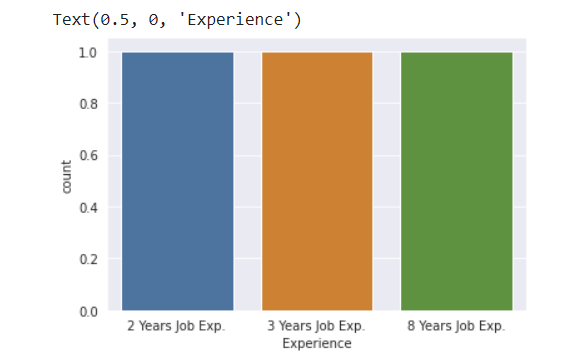 Text(0.5, 0, 'Experience')
1.0
0.8
0.6
0.4
0.2
0.0
count
2 Years Job Exp.
3 Years Job Exp.
8 Years Job Exp.
Experience